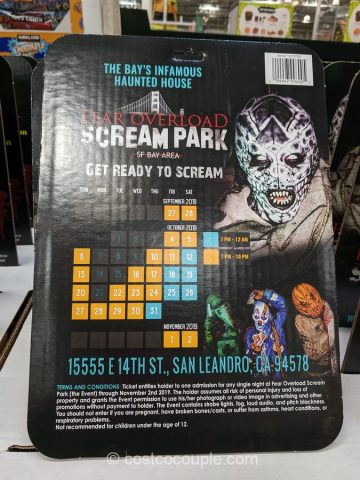 THE BAY'S INFAMOUS
HAUNTED HOUSE
FEAR OVERLOAD
SCREAM PARK
SF BAY AREA
GET READY TO SCREAM
SUN MON TUE WED THU FRI SAT
SEPTEMBER 2019
27 28
OCTOBER 2019
4 5
7 PM - 12 AM
6 10 11 12
7 PM - 10 PM
13 17 18 19
20 22 23 24 25 26
27 28 29 30 31
NOVEMBER 2019
1 2
15555 E 14TH ST., SAN LEANDRO, CA 94578
TERMS AND CONDITIONS: Ticket entitles holder to one admission for any single night at Fear Overload Scream
Park (the Event) through November 2nd 2019. The holder assumes all risk of personal injury and loss of
property and grants the Event permission to use his/her photograph or video image in advertising and other
promotions without payment to holder. The Event contains strobe lights, fog, loud audio, and pitch blackness.
You should not enter if you are pregnant, have broken bones/casts, or suffer from asthma, heart conditions, or
respiratory problems.
Not recommended for children under the age of 12.
© costcocouple.com